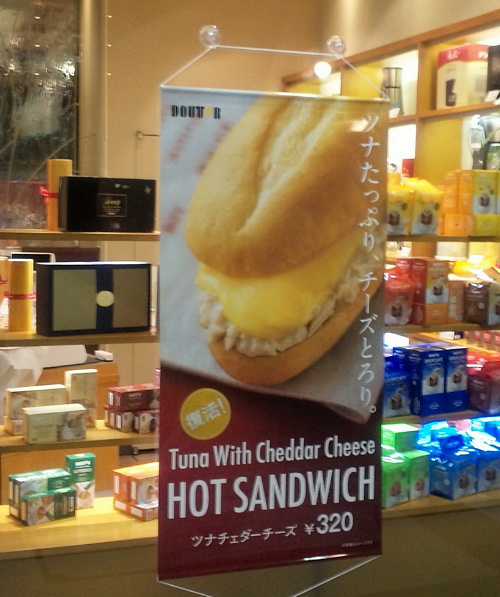 DOUTOR
ツナたっぷり、チーズとろり。
復活!
Tuna With Cheddar Cheese
HOT SANDWICH
ツナチェダーチーズ ¥320